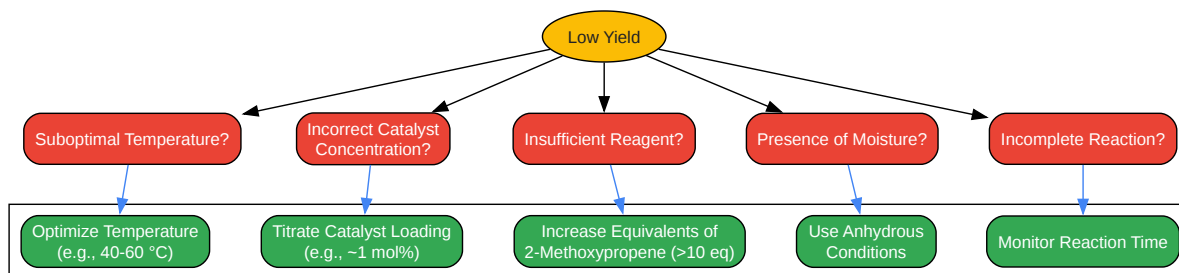 Low Yield
Suboptimal Temperature?
Incorrect Catalyst
Concentration?
Insufficient Reagent?
Presence of Moisture?
Incomplete Reaction?
Optimize Temperature
(e.g., 40-60 °C)
Titrate Catalyst Loading
(e.g., ~1 mol%)
Increase Equivalents of
2-Methoxypropene (>10 eq)
Use Anhydrous
Conditions
Monitor Reaction Time